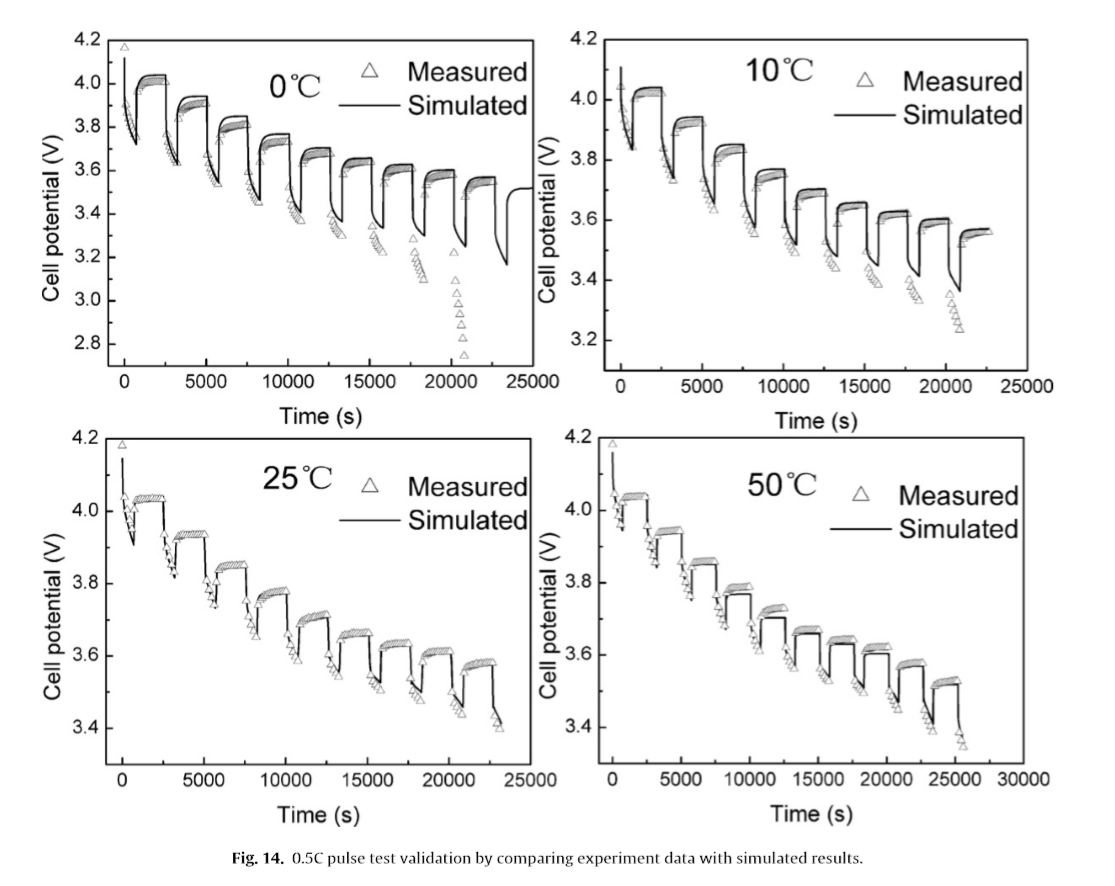 4.2
4.0
3.8
3.6
3.4
3.2
3.0
2.8
Cell potential (V)
0℃
Measured
Simulated
0 5000 10000 15000 20000 25000
Time (s)
4.2
4.0
3.8
3.6
3.4
3.2
Cell potential (V)
10℃
Measured
Simulated
0 5000 10000 15000 20000 25000
Time (s)
4.2
4.0
3.8
3.6
3.4
Cell potential (V)
25℃
Measured
Simulated
0 5000 10000 15000 20000 25000
Time (s)
4.2
4.0
3.8
3.6
3.4
Cell potential (V)
50℃
Measured
Simulated
0 5000 10000 15000 20000 25000 30000
Time (s)
Fig. 14. 0.5C pulse test validation by comparing experiment data with simulated results.